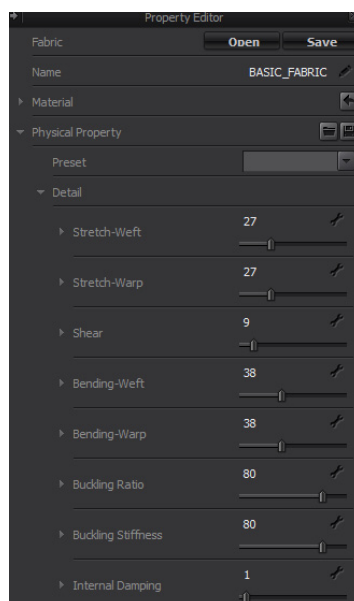 Property Editor
Fabric Open Save
Name BASIC_FABRIC
Material
Physical Property
Preset
Detail
Stretch-Weft 27
Stretch-Warp 27
Shear 9
Bending-Weft 38
Bending-Warp 38
Buckling Ratio 80
Buckling Stiffness 80
Internal Damping 1